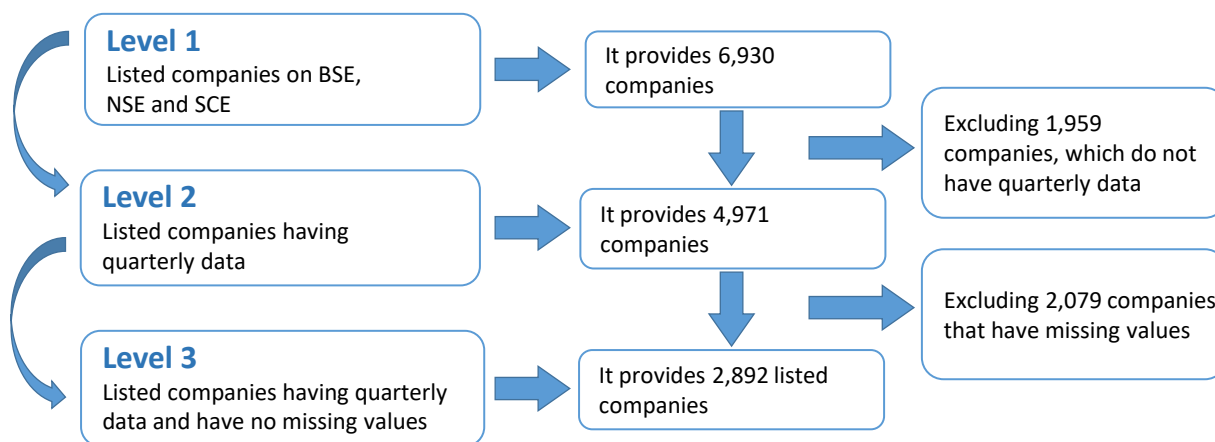 Level 1
Listed companies on BSE,
NSE and SCE
It provides 6,930
companies
Excluding 1,959
companies, which do not
have quarterly data
Level 2
Listed companies having
quarterly data
It provides 4,971
companies
Excluding 2,079 companies
that have missing values
Level 3
Listed companies having quarterly
data and have no missing values
It provides 2,892 listed
companies